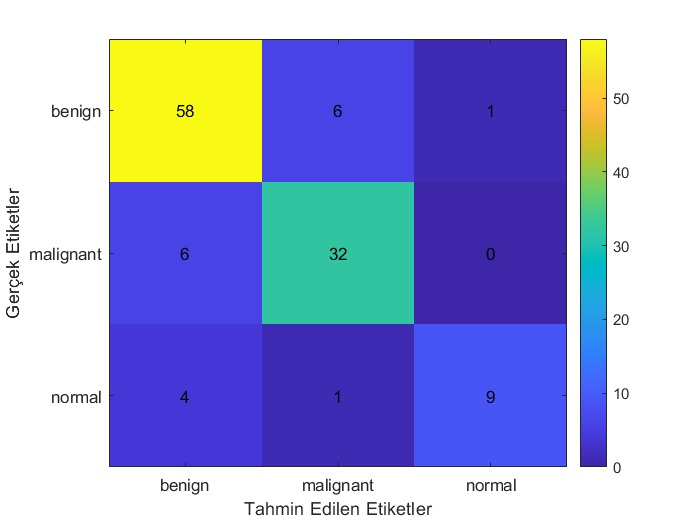 benign 58 6 1
malignant 6 32 0
normal 4 1 9
benign malignant normal
Tahmin Edilen Etiketler
Gerçek Etiketler
50
40
30
20
10
0